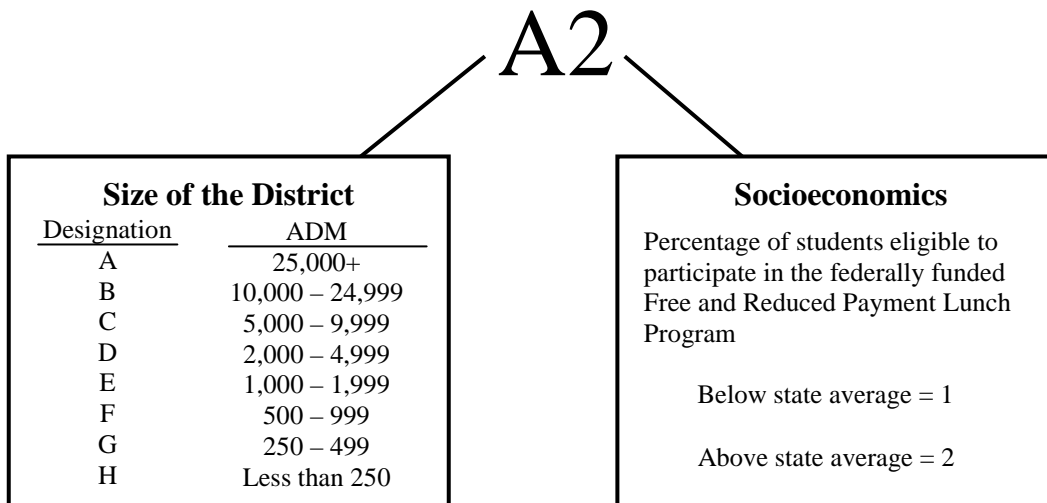 A2
Size of the District
Designation ADM
A 25,000+
B 10,000 – 24,999
C 5,000 – 9,999
D 2,000 – 4,999
E 1,000 – 1,999
F 500 – 999
G 250 – 499
H Less than 250
Socioeconomics
Percentage of students eligible to
participate in the federally funded
Free and Reduced Payment Lunch
Program
Below state average = 1
Above state average = 2